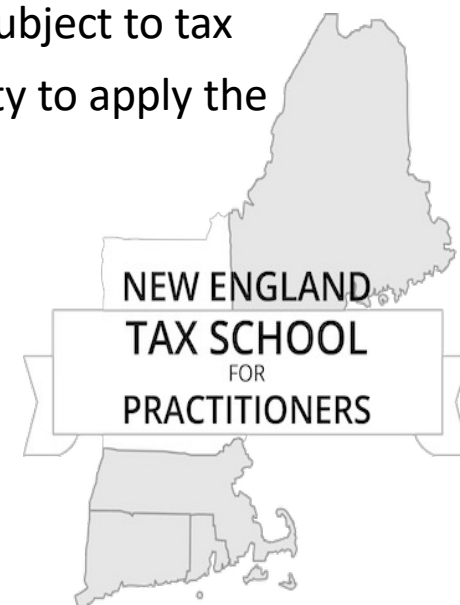 ubject to tax
ty to apply the
NEW ENGLAND
TAX SCHOOL
FOR
PRACTITIONERS